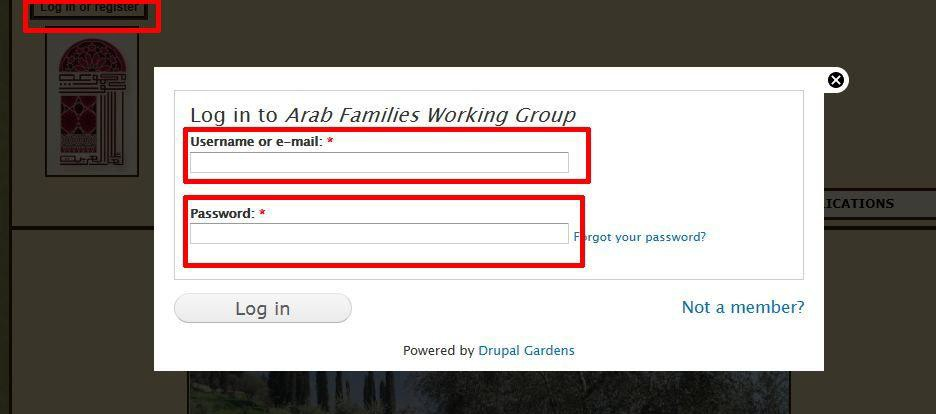 Log in or register
Log in to Arab Families Working Group
Username or e-mail: *
Password: *
Forgot your password?
ICATIONS
Log in
Not a member?
Powered by Drupal Gardens